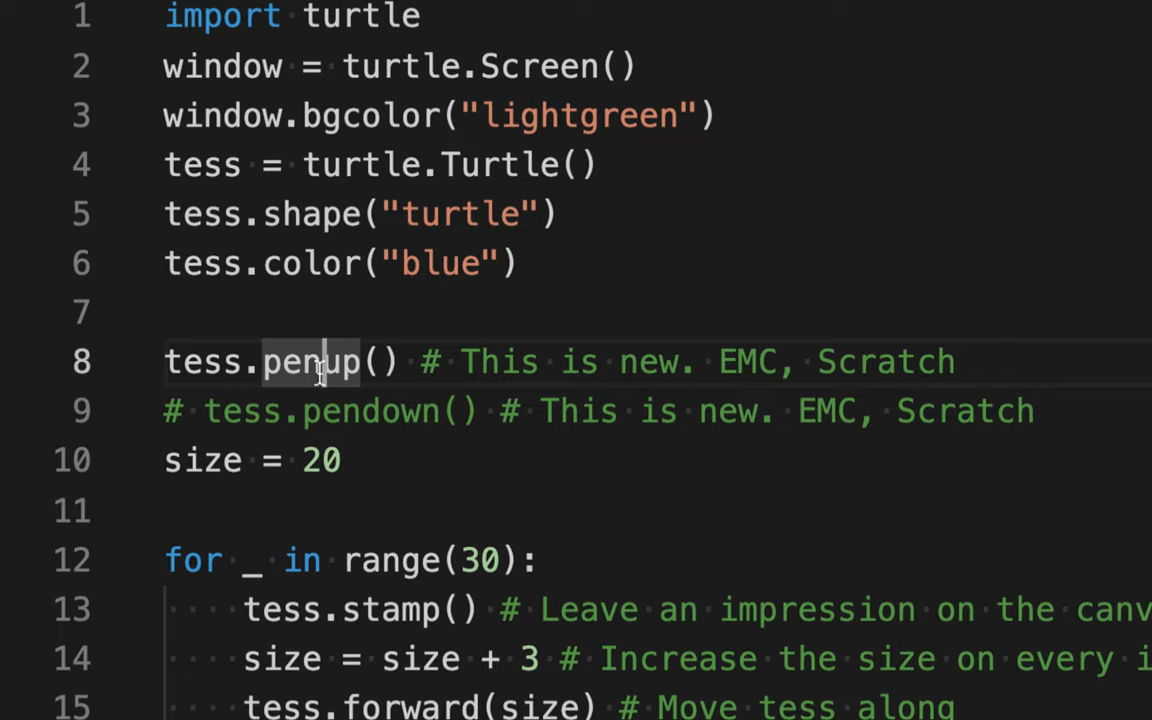 1 import turtle
2 window = turtle.Screen()
3 window.bgcolor("lightgreen")
4 tess = turtle.Turtle()
5 tess.shape("turtle")
6 tess.color("blue")
7
8 tess.penup() # This is new. EMC, Scratch
9 # tess.pendown() # This is new. EMC, Scratch
10 size = 20
11
12 for _ in range(30):
13 tess.stamp() # Leave an impression on the canv
14 size = size + 3 # Increase the size on every i
15 tess.forward(size) # Move tess along